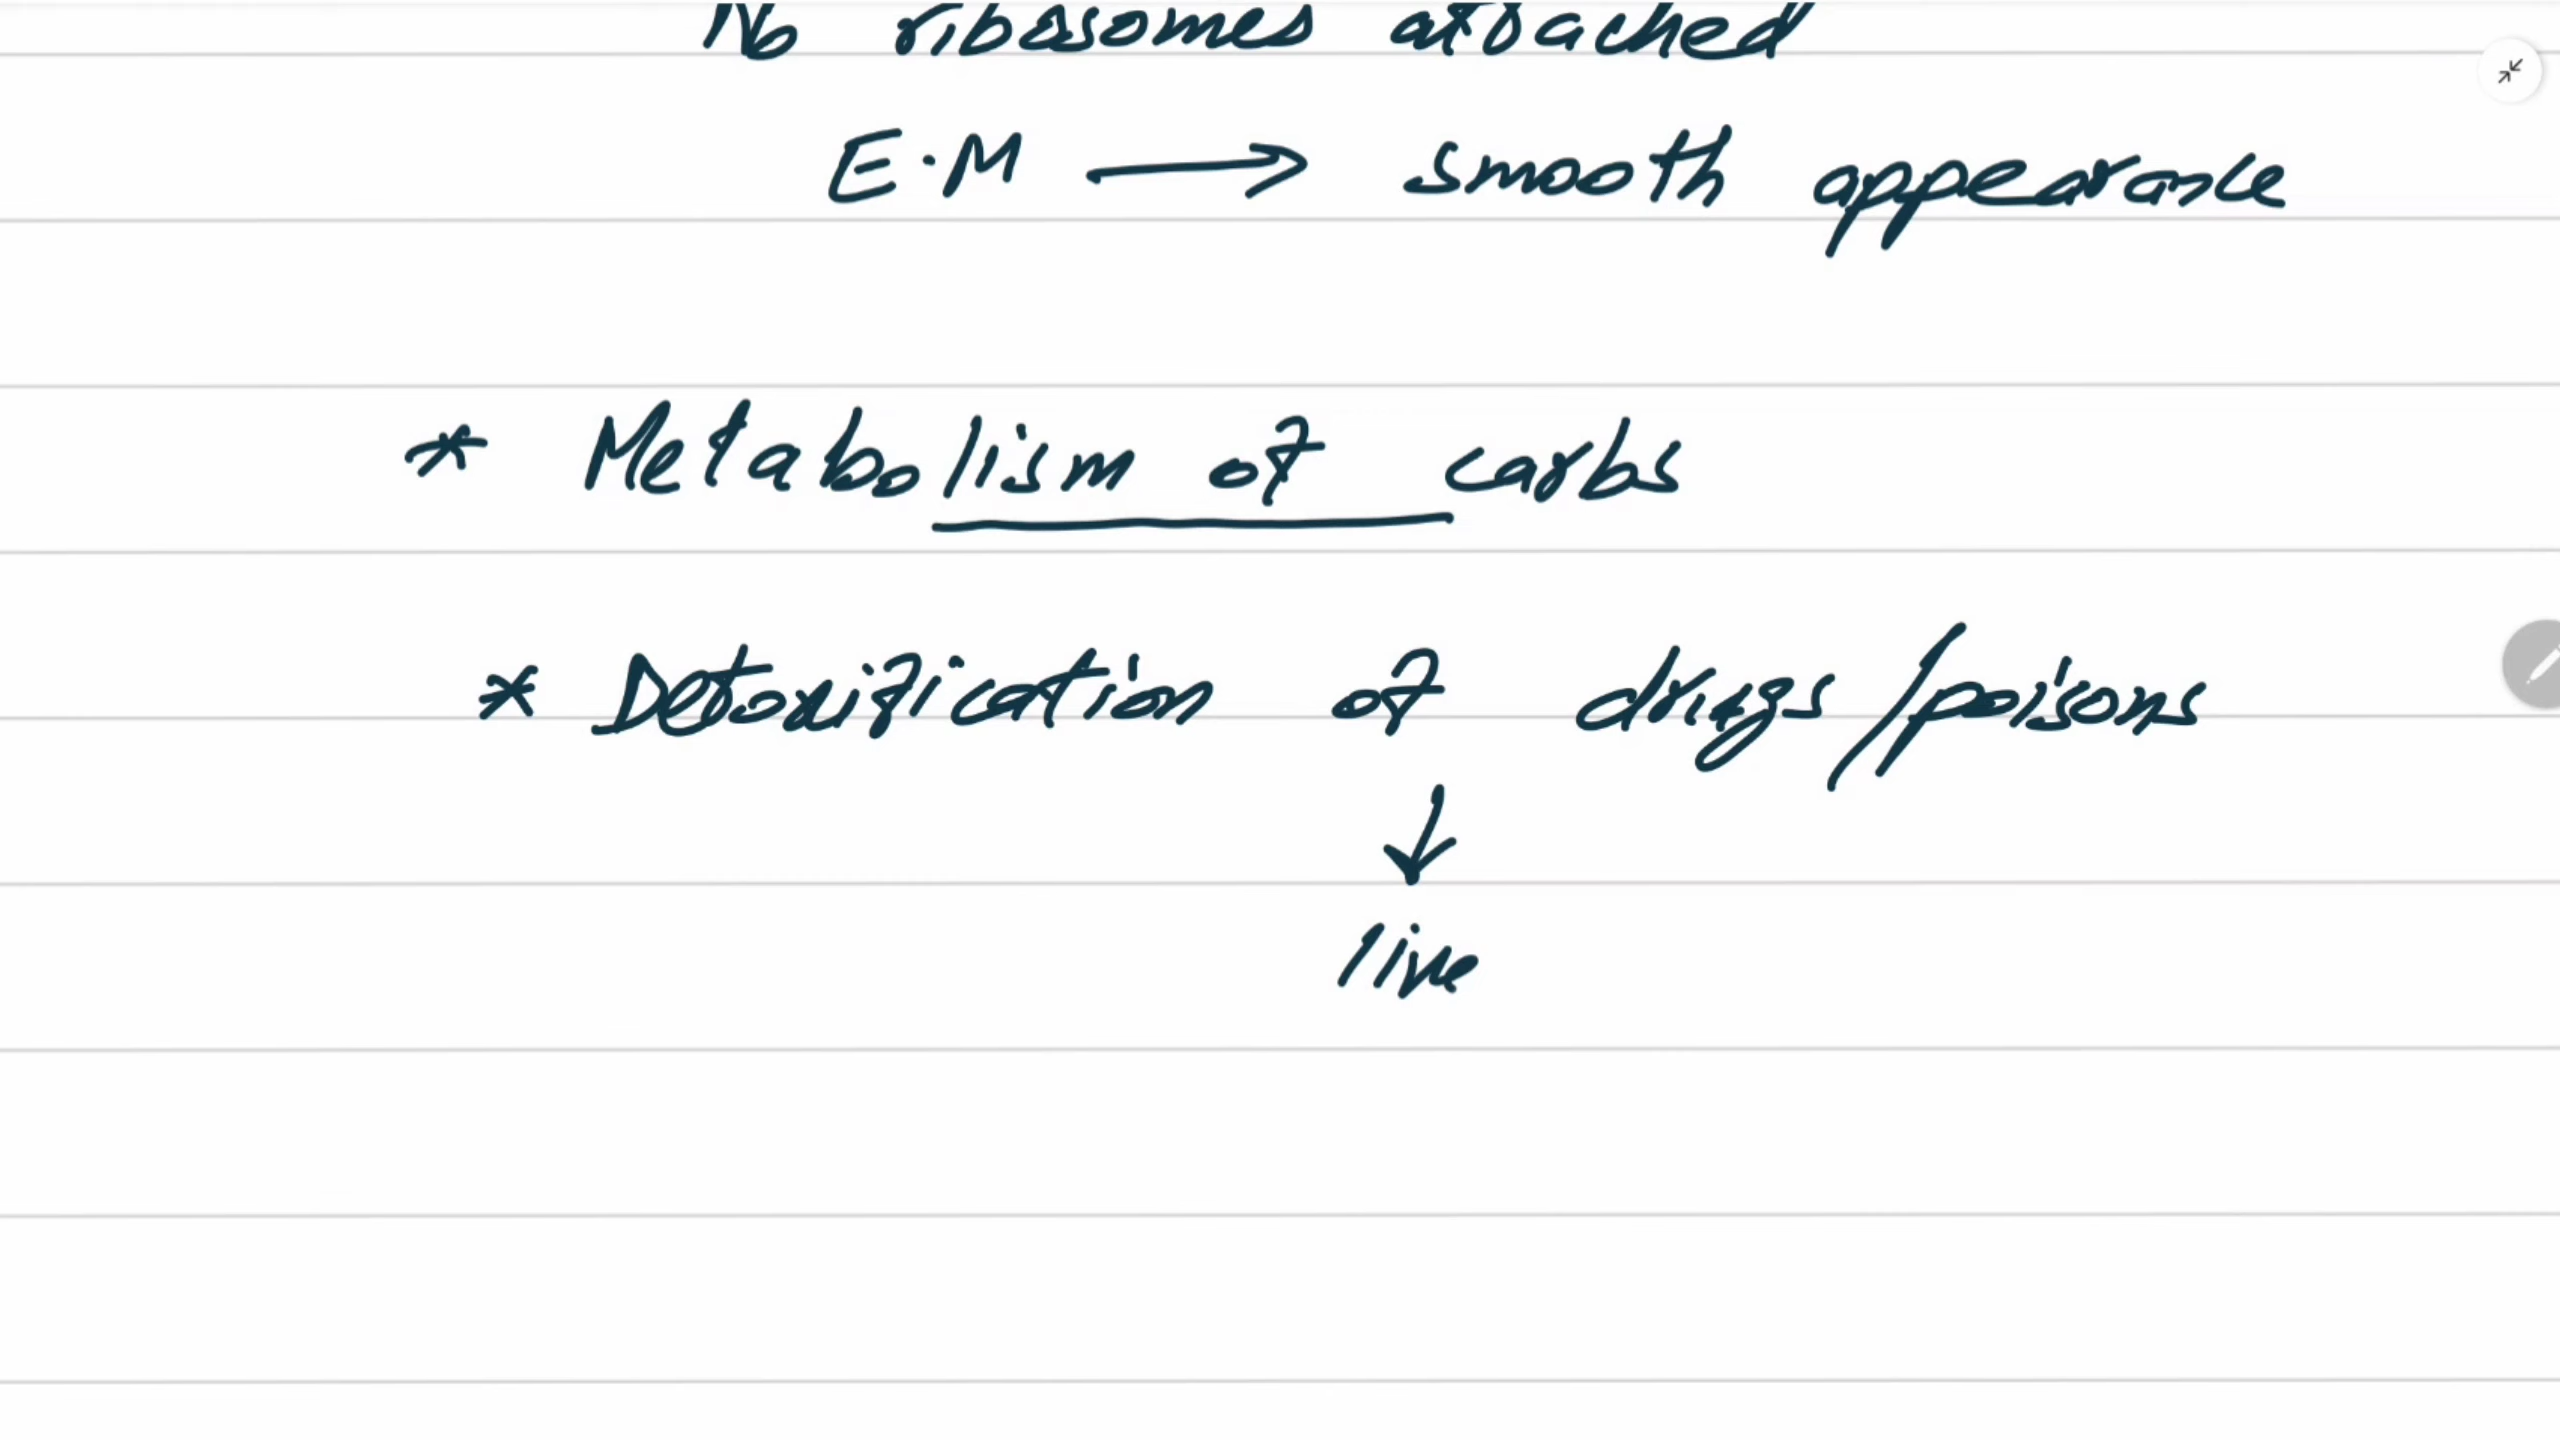 No ribosomes attached
E.M → smooth appearance
* Metabolism of carbs
* Detoxification of drugs/poisons
↓
live